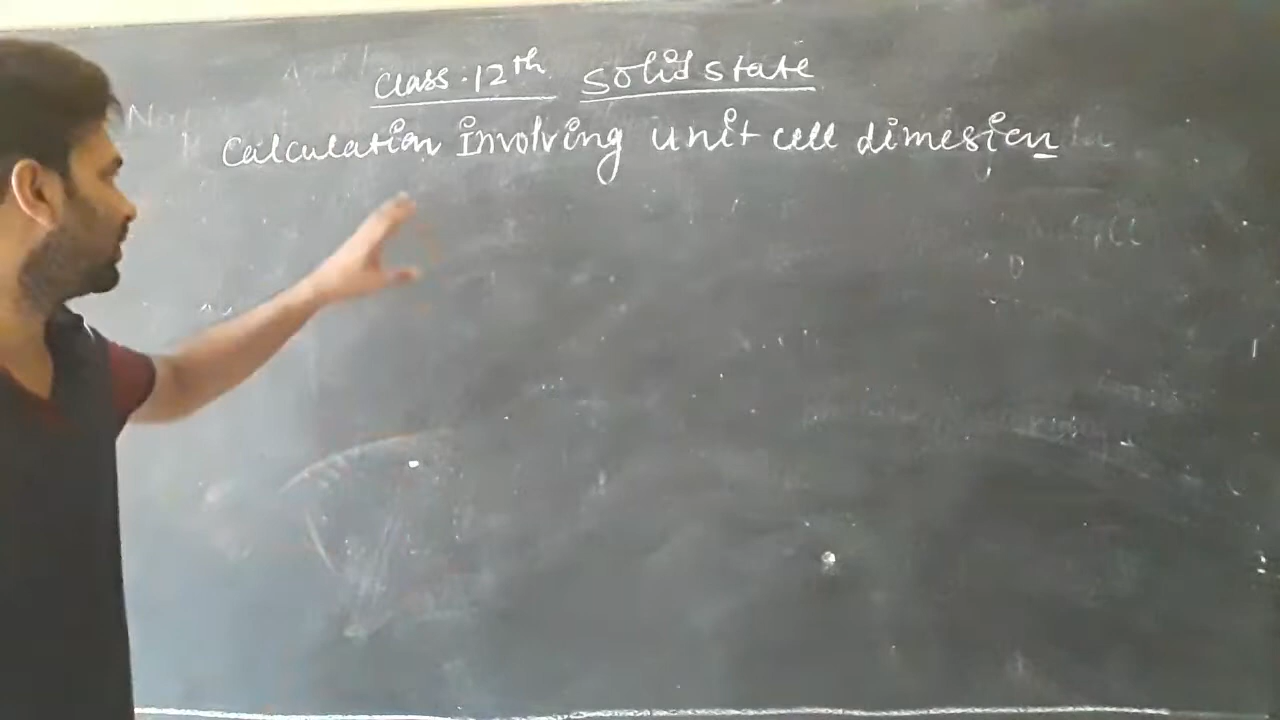 Class.12th solid state
Calculation Involving unit cell dimesion